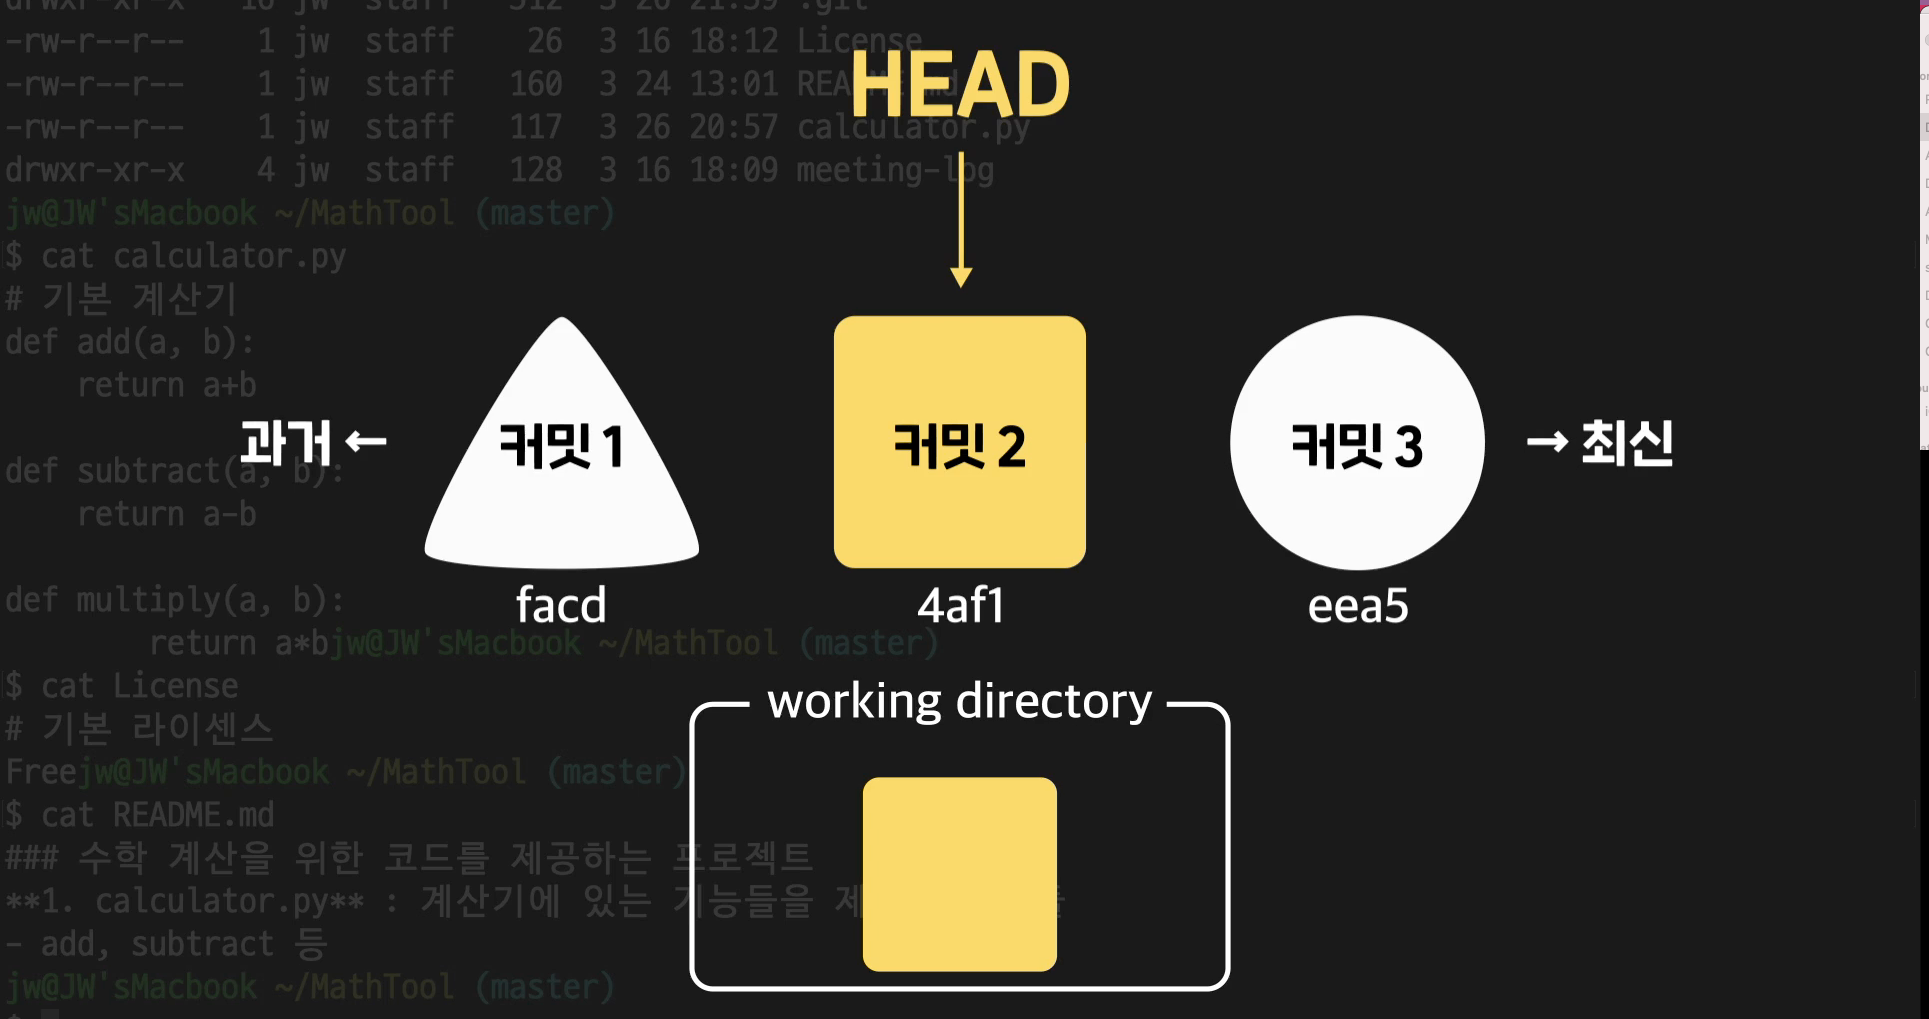 drwxr-xr-x 16 jw staff 512 3 26 21:59 .git
-rw-r--r-- 1 jw staff 26 3 16 18:12 License
-rw-r--r-- 1 jw staff 160 3 24 13:01 README.md
-rw-r--r-- 1 jw staff 117 3 26 20:57 calculator.py
drwxr-xr-x 4 jw staff 128 3 16 18:09 meeting-log
jw@JW'sMacbook ~/MathTool (master)
$ cat calculator.py
# 기본 계산기
def add(a, b):
    return a+b
def subtract(a, b):
    return a-b
def multiply(a, b):
        return a*bjw@JW'sMacbook ~/MathTool (master)
$ cat License
# 기본 라이센스
Freejw@JW'sMacbook ~/MathTool (master)
$ cat README.md
### 수학 계산을 위한 코드를 제공하는 프로젝트
**1. calculator.py** : 계산기에 있는 기능들을
- add, subtract 등
jw@JW'sMacbook ~/MathTool (master)
$
HEAD
과거 ← 커밋 1 커밋 2 커밋 3 → 최신
facd 4af1 eea5
working directory